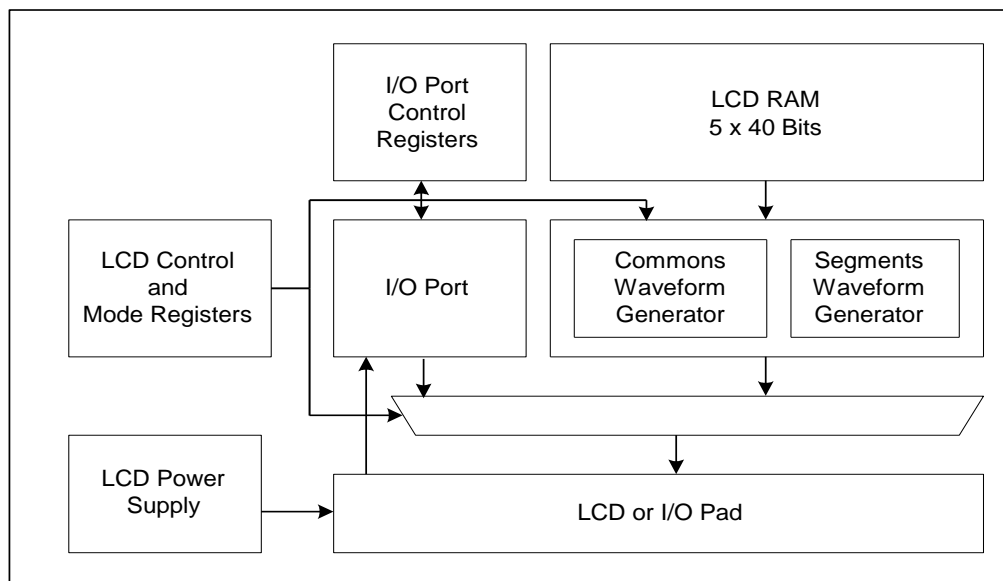 I/O Port
Control
Registers
LCD RAM
5 x 40 Bits
LCD Control
and
Mode Registers
I/O Port
Commons
Waveform
Generator
Segments
Waveform
Generator
LCD Power
Supply
LCD or I/O Pad